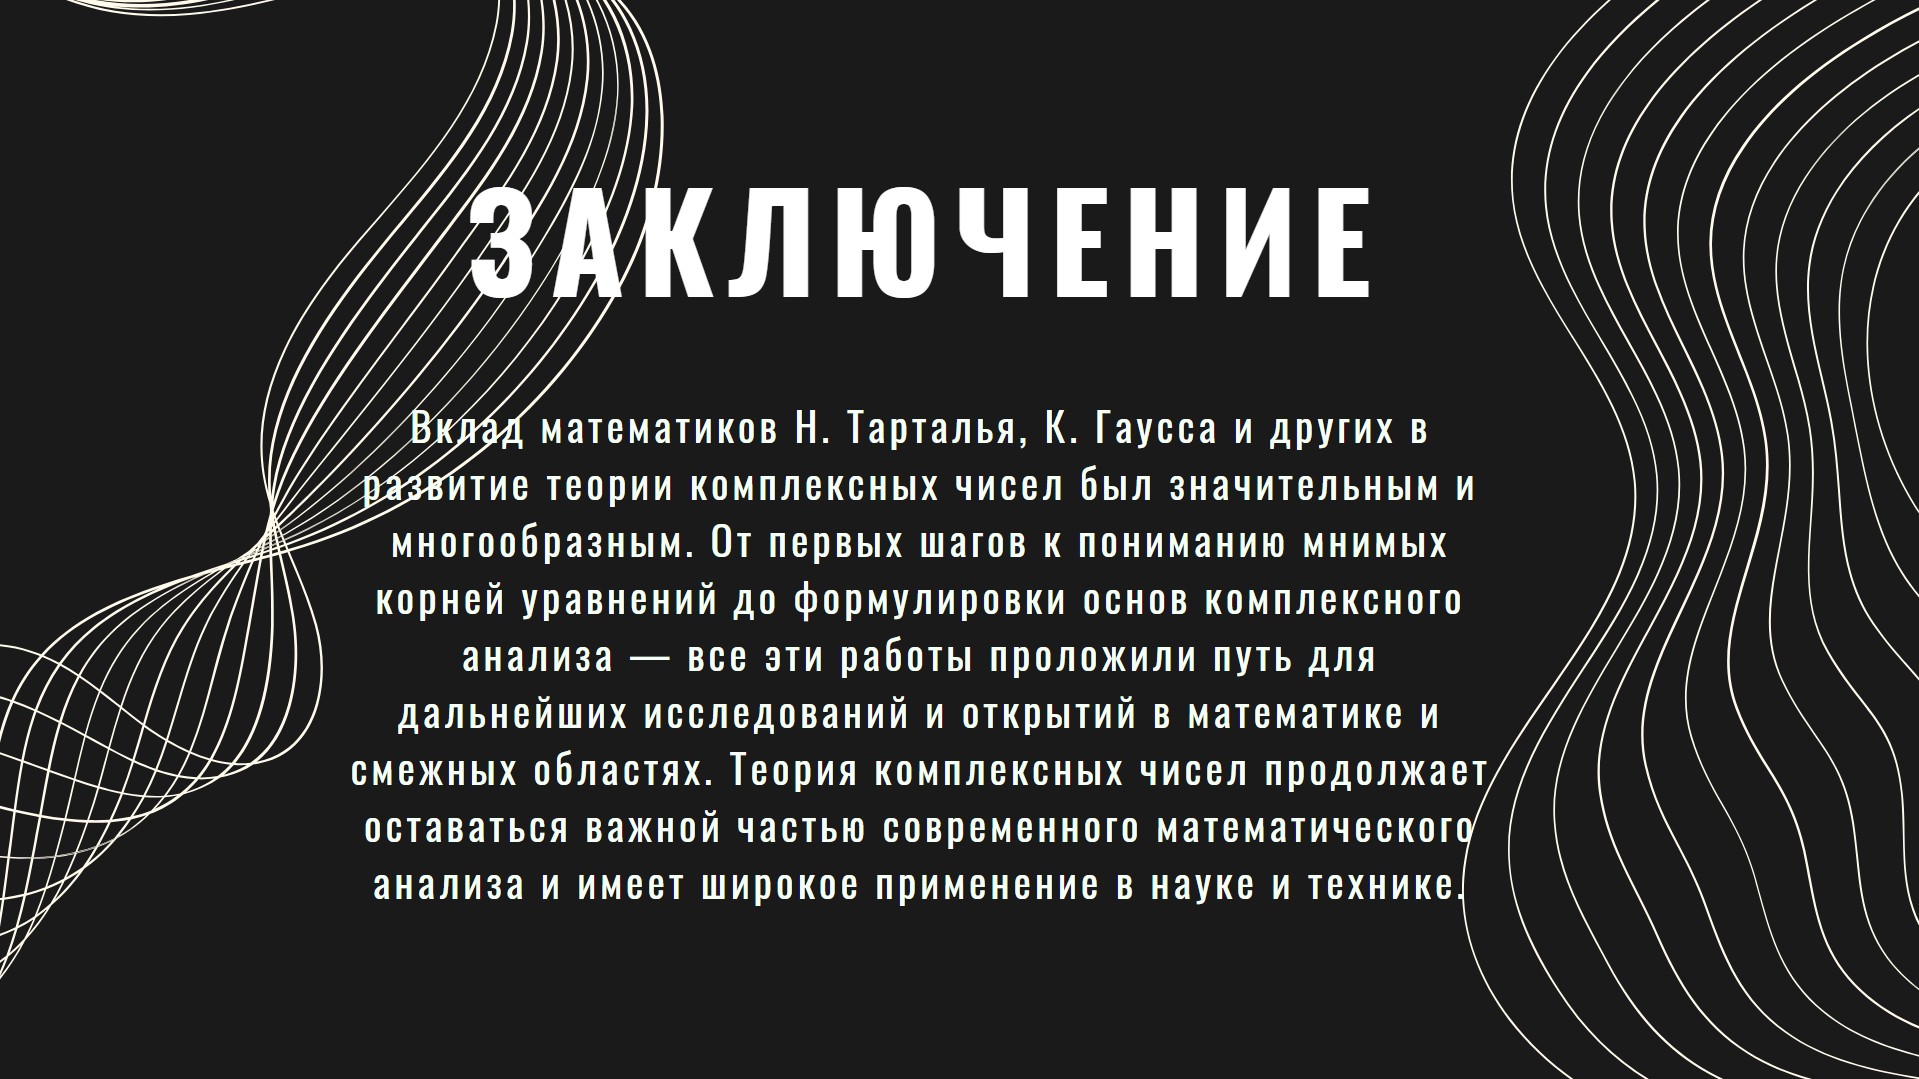 ЗАКЛЮЧЕНИЕ
Вклад математиков Н. Тарталья, К. Гаусса и других в
развитие теории комплексных чисел был значительным и
многообразным. От первых шагов к пониманию мнимых
корней уравнений до формулировки основ комплексного
анализа — все эти работы проложили путь для
дальнейших исследований и открытий в математике и
смежных областях. Теория комплексных чисел продолжает
оставаться важной частью современного математического
анализа и имеет широкое применение в науке и технике.